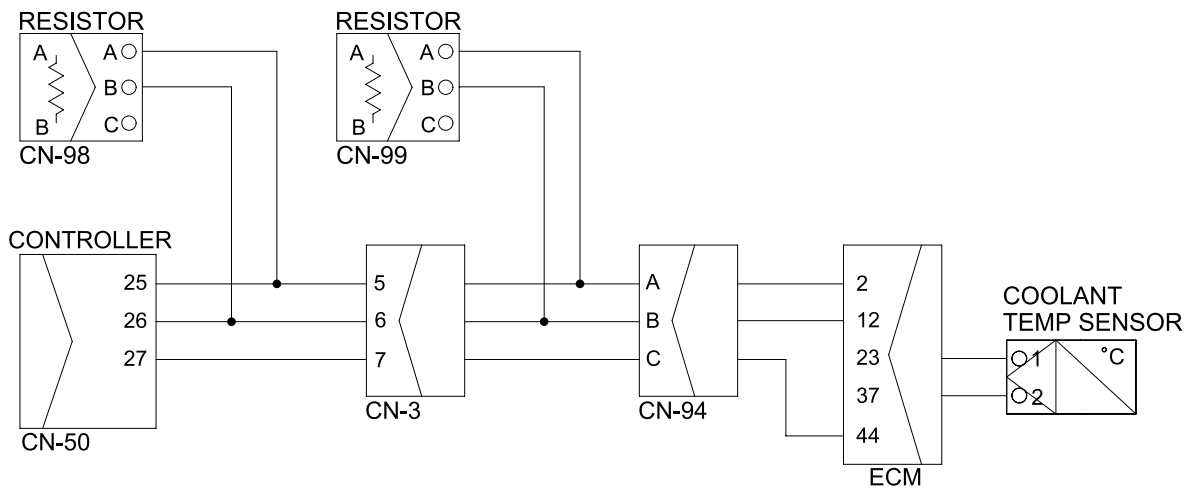 RESISTOR
A
A
B
B
C
CN-98
RESISTOR
A
A
B
B
C
CN-99
CONTROLLER
25
26
27
CN-50
5
6
7
CN-3
A
B
C
CN-94
2
12
23
37
44
ECM
COOLANT
TEMP SENSOR
1
2
°C